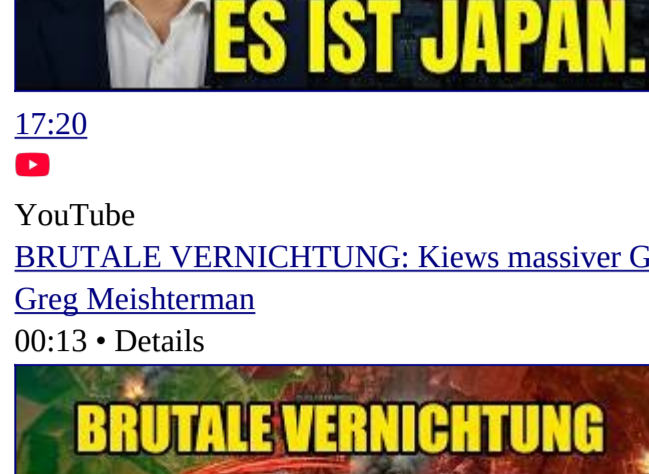 ES IST JAPAN.
17:20
YouTube
BRUTALE VERNICHTUNG: Kiews massiver G
Greg Meishterman
00:13 • Details
BRUTALE VERNICHTUNG